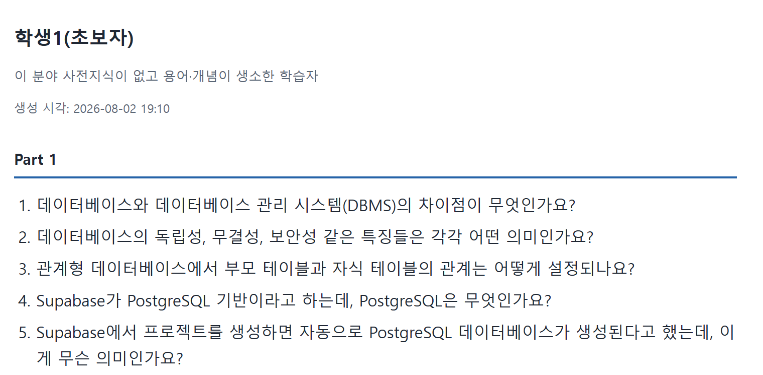 학생1(초보자)
이 분야 사전지식이 없고 용어·개념이 생소한 학습자
생성 시각: 2026-08-02 19:10
Part 1
1. 데이터베이스와 데이터베이스 관리 시스템(DBMS)의 차이점이 무엇인가요?
2. 데이터베이스의 독립성, 무결성, 보안성 같은 특징들은 각각 어떤 의미인가요?
3. 관계형 데이터베이스에서 부모 테이블과 자식 테이블의 관계는 어떻게 설정되나요?
4. Supabase가 PostgreSQL 기반이라고 하는데, PostgreSQL은 무엇인가요?
5. Supabase에서 프로젝트를 생성하면 자동으로 PostgreSQL 데이터베이스가 생성된다고 했는데, 이
게 무슨 의미인가요?